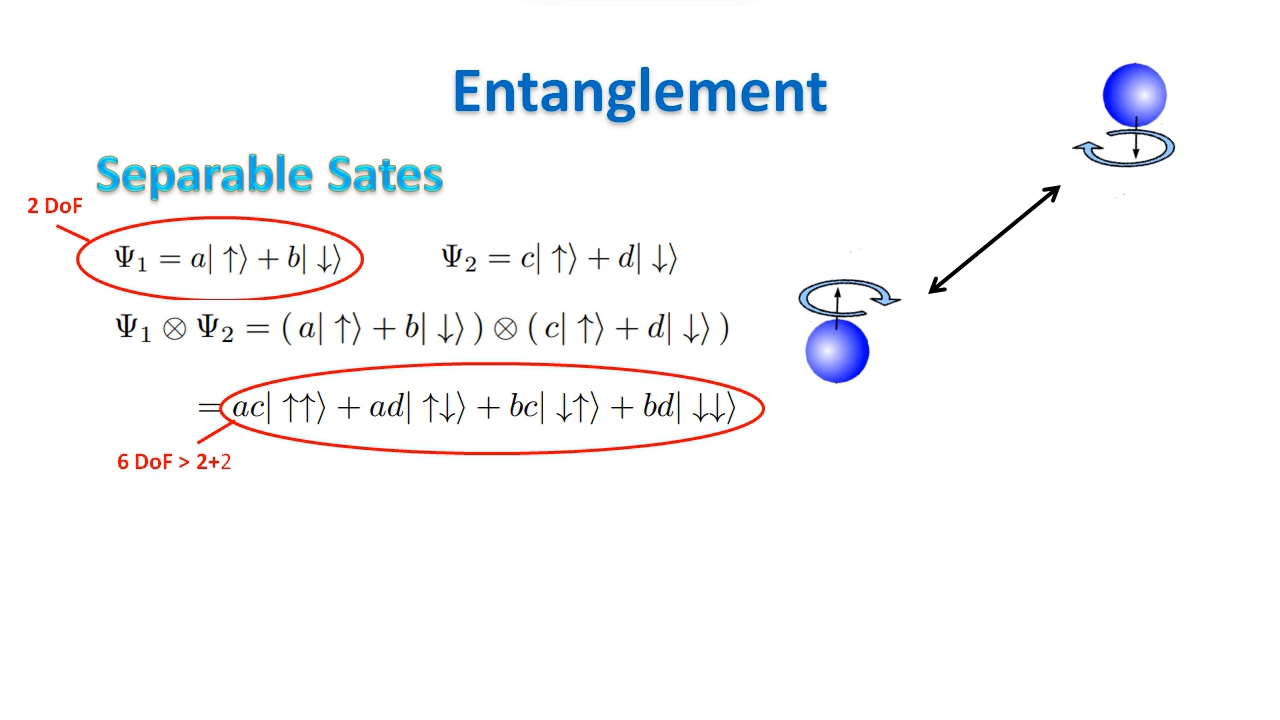 Entanglement
Separable Sates
2 DoF
Ψ₁ = a| ↑⟩ + b| ↓⟩
Ψ₂ = c| ↑⟩ + d| ↓⟩
Ψ₁ ⊗ Ψ₂ = ( a| ↑⟩ + b| ↓⟩ ) ⊗ ( c| ↑⟩ + d| ↓⟩ )
= ac| ↑↑⟩ + ad| ↑↓⟩ + bc| ↓↑⟩ + bd| ↓↓⟩
6 DoF > 2+2